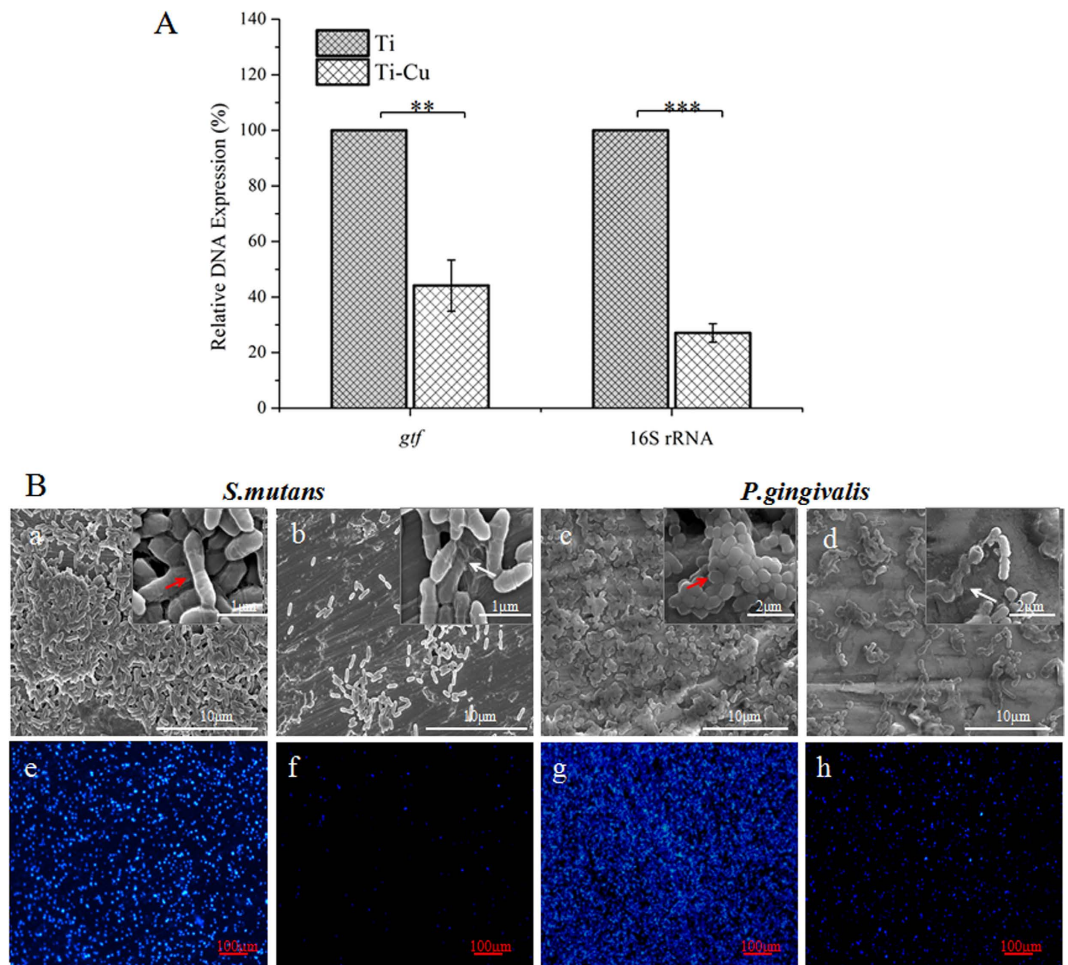 A
140
120
100
80
60
40
20
0
Relative DNA Expression (%)
Ti
Ti-Cu
**
***
gtf
16S rRNA
B
S.mutans
P.gingivalis
a
1μm
10μm
b
1μm
10μm
c
2μm
10μm
d
2μm
10μm
e
100μm
f
100μm
g
100μm
h
100μm